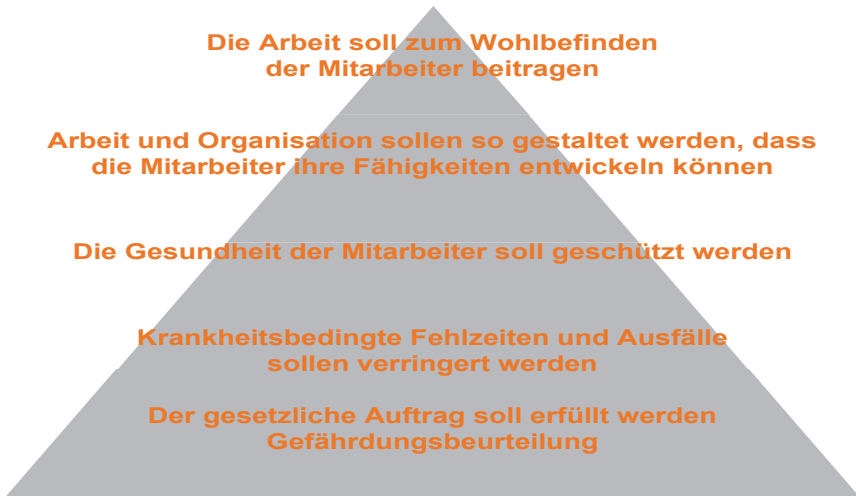 Die Arbeit soll zum Wohlbefinden
der Mitarbeiter beitragen
Arbeit und Organisation sollen so gestaltet werden, dass
die Mitarbeiter ihre Fähigkeiten entwickeln können
Die Gesundheit der Mitarbeiter soll geschützt werden
Krankheitsbedingte Fehlzeiten und Ausfälle
sollen verringert werden
Der gesetzliche Auftrag soll erfüllt werden
Gefährdungsbeurteilung